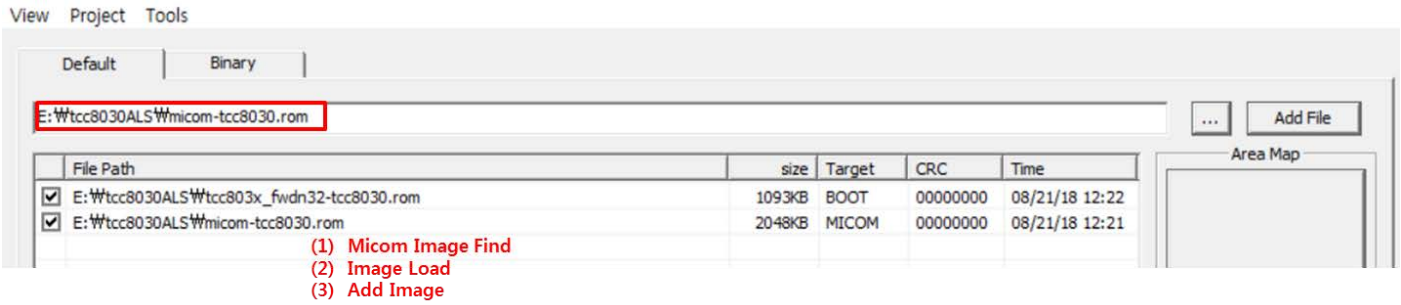 View Project Tools
Default Binary
E:₩tcc8030ALS₩micom-tcc8030.rom ... Add File
Area Map
File Path size Target CRC Time
E:₩tcc8030ALS₩tcc803x_fwdn32-tcc8030.rom 1093KB BOOT 00000000 08/21/18 12:22
E:₩tcc8030ALS₩micom-tcc8030.rom 2048KB MICOM 00000000 08/21/18 12:21
(1) Micom Image Find
(2) Image Load
(3) Add Image